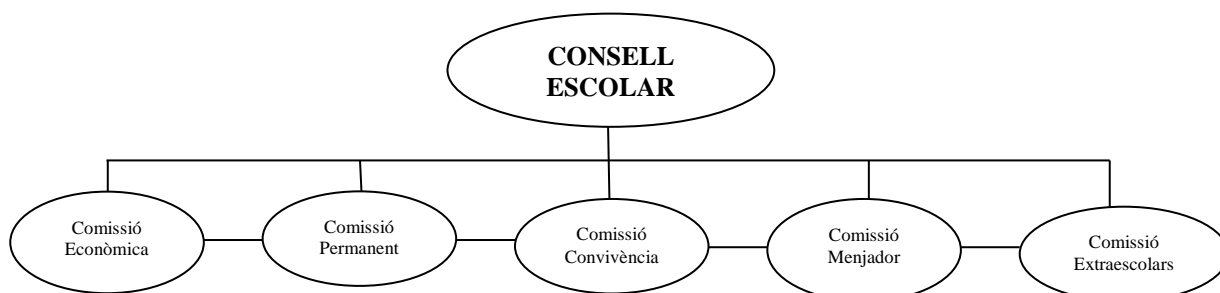 CONSELL
ESCOLAR
Comissió
Econòmica
Comissió
Permanent
Comissió
Convivència
Comissió
Menjador
Comissió
Extraescolars